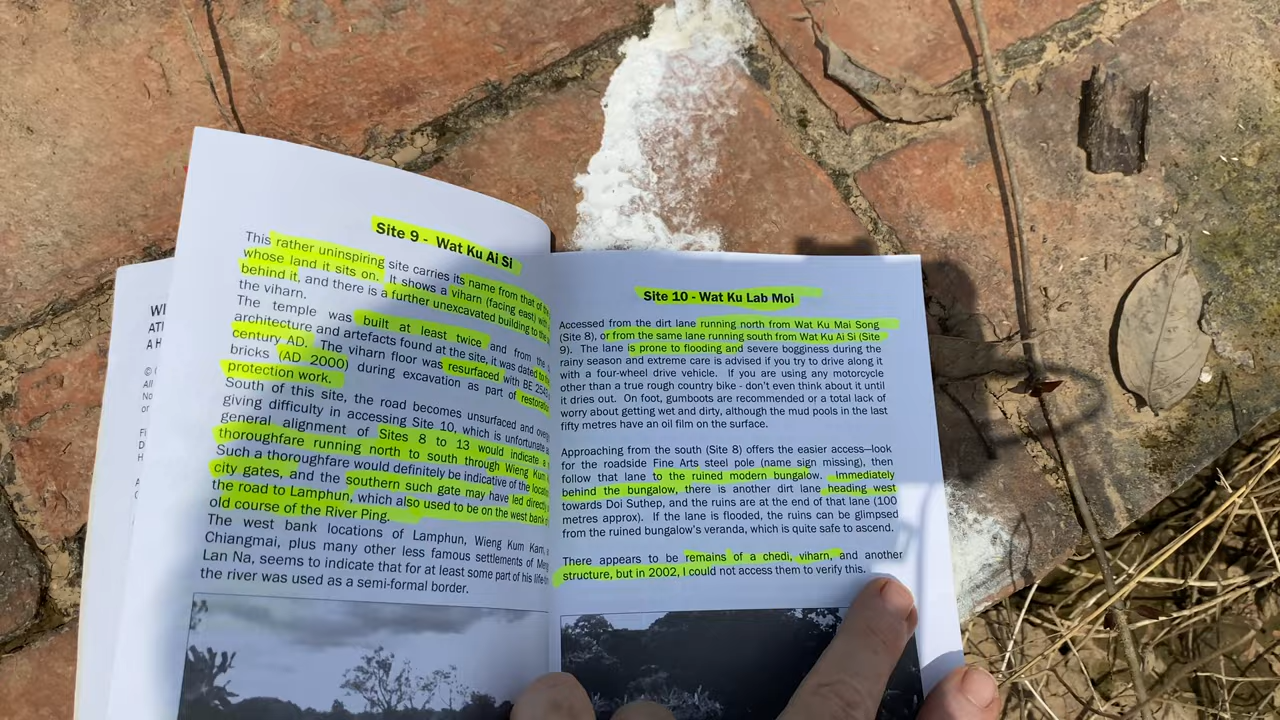 WI
AT
A H
©
All
No
or
Fi
D
H
A
Site 9 - Wat Ku Ai Si
This rather uninspiring site carries its name from that of
whose land it sits on. It shows a viharn (facing east) with
behind it, and there is a further unexcavated building to the
the viharn.
The temple was built at least twice and from the
architecture and artefacts found at the site, it was dated to
century AD. The viharn floor was resurfaced with BE
bricks (AD 2000) during excavation as part of
protection work.
South of this site, the road becomes unsurfaced and
giving difficulty in accessing Site 10, which is unfortunate
general alignment of Sites 8 to 13 would indicate a
thoroughfare running north to south through Wieng Kum
Such a thoroughfare would definitely be indicative of the
city gates, and the southern such gate may have led directly
the road to Lamphun, which also used to be on the west bank
old course of the River Ping.
The west bank locations of Lamphun, Wieng Kum Kam,
Chiangmai, plus many other less famous settlements of
Lan Na, seems to indicate that for at least some part of his
the river was used as a semi-formal border.
Site 10 - Wat Ku Lab Moi
Accessed from the dirt lane running north from Wat Ku Mai Song
(Site 8), or from the same lane running south from Wat Ku Ai Si (Site
9). The lane is prone to flooding and severe bogginess during the
rainy season and extreme care is advised if you try to drive along it
with a four-wheel drive vehicle. If you are using any motorcycle
other than a true rough country bike - don't even think about it until
it dries out. On foot, gumboots are recommended or a total lack of
worry about getting wet and dirty, although the mud pools in the last
fifty metres have an oil film on the surface.
Approaching from the south (Site 8) offers the easier access—look
for the roadside Fine Arts steel pole (name sign missing), then
follow that lane to the ruined modern bungalow. Immediately
behind the bungalow, there is another dirt lane heading west
towards Doi Suthep, and the ruins are at the end of that lane (100
metres approx). If the lane is flooded, the ruins can be glimpsed
from the ruined bungalow's veranda, which is quite safe to ascend.
There appears to be remains of a chedi, viharn, and another
structure, but in 2002, I could not access them to verify this.